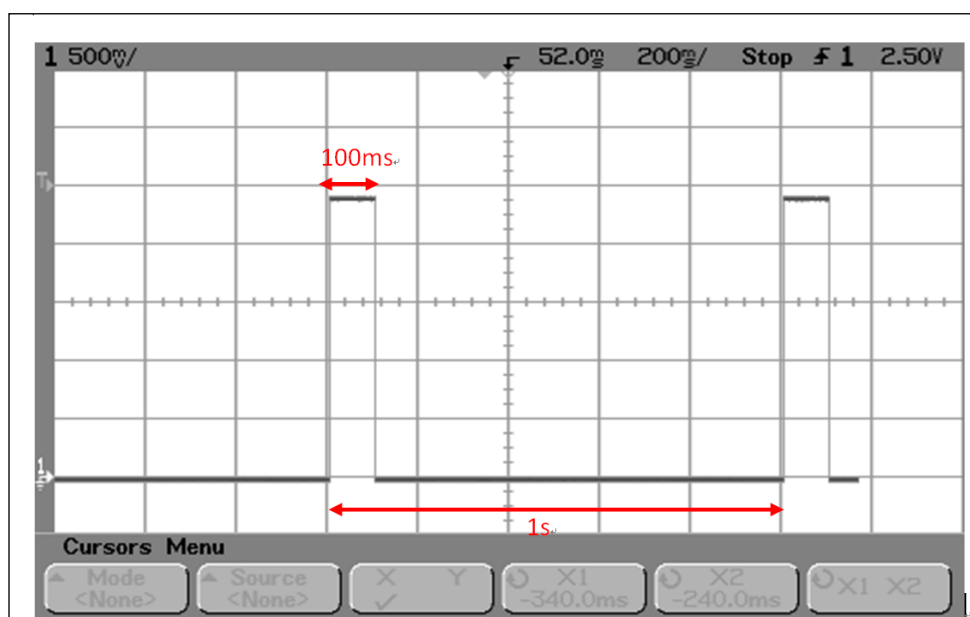 1 500mV/ 52.0ms 200ms/ Stop 1 2.50V
100ms
T
1
1s
Cursors Menu
Mode Source X Y X1 X2 X1 X2
<None> <None> ✓ -340.0ms -240.0ms